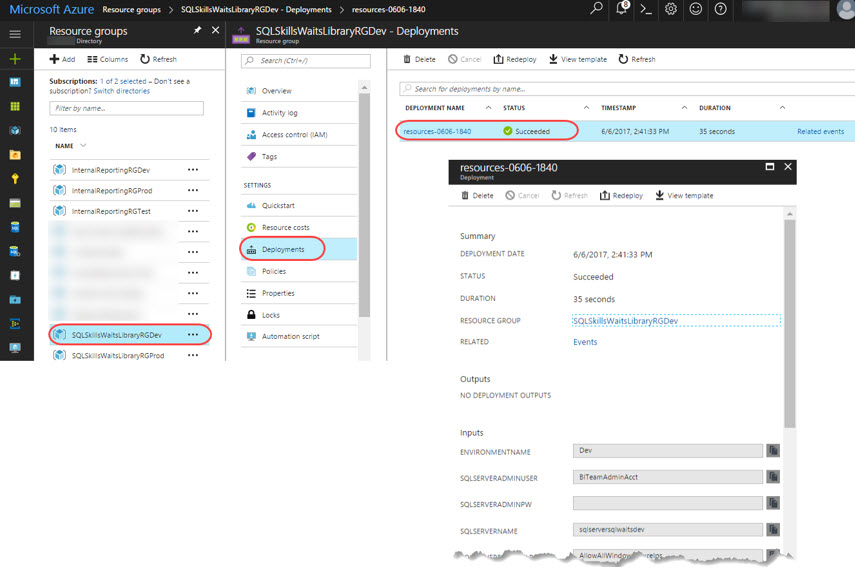 Microsoft Azure Resource groups > SQLSkillsWaitsLibraryRGDev - Deployments > resources-0606-1840
8
Resource groups
Directory
Add Columns Refresh
Subscriptions: 1 of 2 selected – Don't see a
subscription? Switch directories
Filter by name...
10 items
NAME
InternalReportingRGDev
InternalReportingRGProd
InternalReportingRGTest
SQLSkillsWaitsLibraryRGDev
SQLSkillsWaitsLibraryRGProd
SQLSkillsWaitsLibraryRGDev - Deployments
Resource group
Search (Ctrl+/)
Overview
Activity log
Access control (IAM)
Tags
SETTINGS
Quickstart
Resource costs
Deployments
Policies
Properties
Locks
Automation script
Delete Cancel Redeploy View template Refresh
Search for deployments by name...
DEPLOYMENT NAME STATUS TIMESTAMP DURATION
resources-0606-1840 Succeeded 6/6/2017, 2:41:33 PM 35 seconds Related events
resources-0606-1840
Deployment
Delete Cancel Refresh Redeploy View template
Summary
DEPLOYMENT DATE 6/6/2017, 2:41:33 PM
STATUS Succeeded
DURATION 35 seconds
RESOURCE GROUP SQLSkillsWaitsLibraryRGDev
RELATED Events
Outputs
NO DEPLOYMENT OUTPUTS
Inputs
ENVIRONMENTNAME Dev
SQLSERVERADMINUSER BITeamAdminAcct
SQLSERVERADMINPW
SQLSERVERNAME sqlserversqlwaitsdev